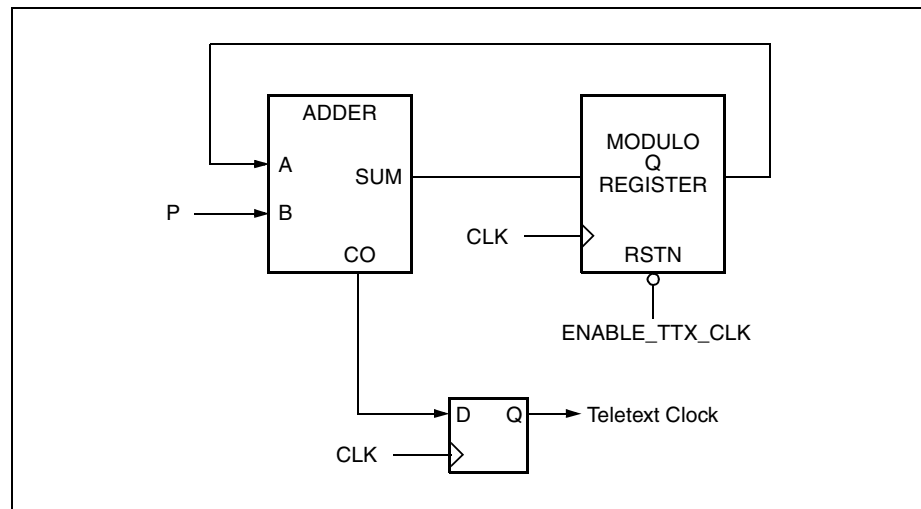 ADDER
A
SUM
P
B
CO
MODULO
Q
REGISTER
CLK
RSTN
ENABLE_TTX_CLK
D
Q
Teletext Clock
CLK